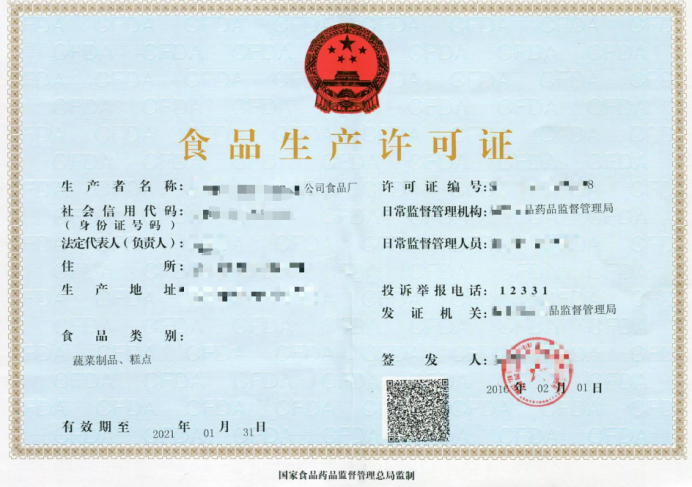 食品生产许可证
生产者名称: 公司食品厂
许可证编号: 8
社会信用代码:
(身份证号码)
日常监督管理机构: 品药品监督管理局
法定代表人(负责人):
日常监督管理人员:
住所:
生产地址:
投诉举报电话: 12331
发证机关: 品监督管理局
食品类别:
蔬菜制品、糕点
签发人:
2016年 02月 01日
有效期至 2021年 01月 31日
国家食品药品监督管理总局监制